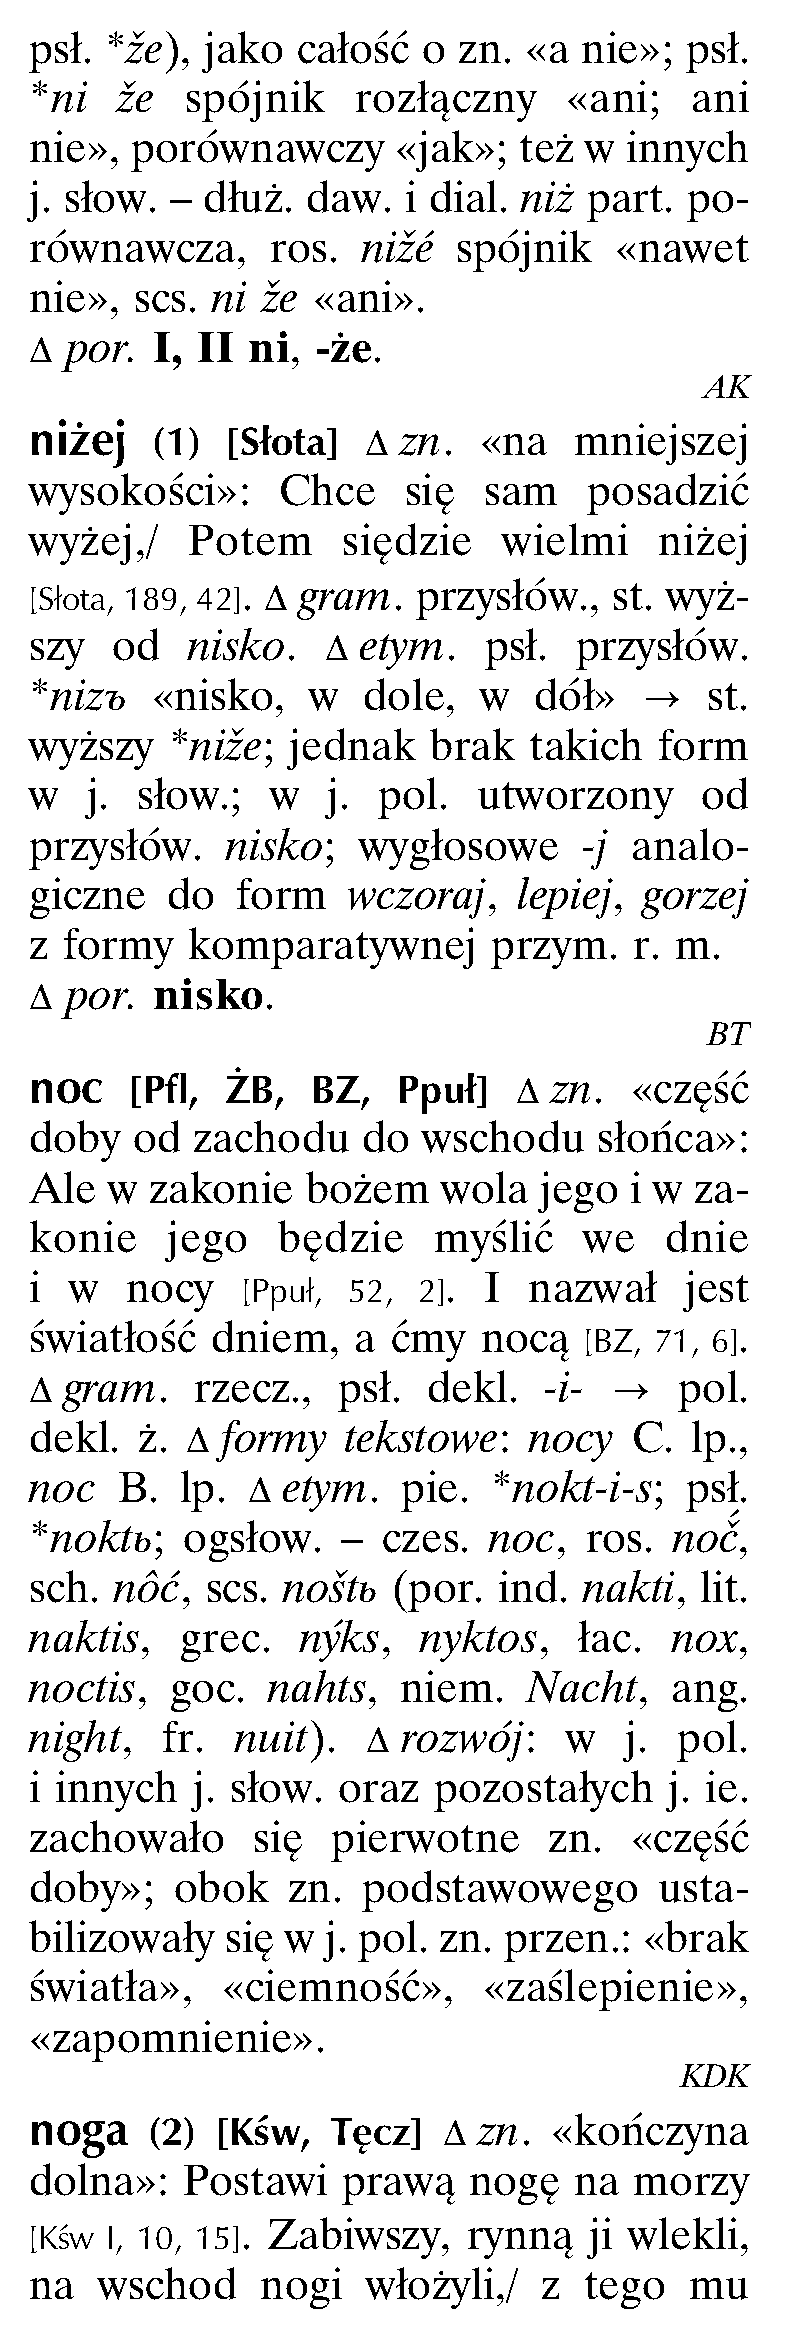 psł. *že), jako całość o zn. «a nie»; psł.
*ni že spójnik rozłączny «ani; ani
nie», porównawczy «jak»; też w innych
j. słow. – dłuż. daw. i dial. niż part. po-
równawcza, ros. nižé spójnik «nawet
nie», scs. ni že «ani».
Δ por. I, II ni, -że.
AK
niżej (1) [Słota] Δ zn. «na mniejszej
wysokości»: Chce się sam posadzić
wyżej,/ Potem siędzie wielmi niżej
[Słota, 189, 42]. Δ gram. przysłów., st. wyż-
szy od nisko. Δ etym. psł. przysłów.
*nizъ «nisko, w dole, w dół» → st.
wyższy *niže; jednak brak takich form
w j. słow.; w j. pol. utworzony od
przysłów. nisko; wygłosowe -j analo-
giczne do form wczoraj, lepiej, gorzej
z formy komparatywnej przym. r. m.
Δ por. nisko.
BT
noc [Pfl, ŻB, BZ, Ppuł] Δ zn. «część
doby od zachodu do wschodu słońca»:
Ale w zakonie bożem wola jego i w za-
konie jego będzie myślić we dnie
i w nocy [Ppuł, 52, 2]. I nazwał jest
światłość dniem, a ćmy nocą [BZ, 71, 6].
Δ gram. rzecz., psł. dekl. -i- → pol.
dekl. ż. Δ formy tekstowe: nocy C. lp.,
noc B. lp. Δ etym. pie. *nokt-i-s; psł.
*noktь; ogsłow. – czes. noc, ros. noč́,
sch. nôć, scs. noštь (por. ind. nakti, lit.
naktis, grec. nýks, nyktos, łac. nox,
noctis, goc. nahts, niem. Nacht, ang.
night, fr. nuit). Δ rozwój: w j. pol.
i innych j. słow. oraz pozostałych j. ie.
zachowało się pierwotne zn. «część
doby»; obok zn. podstawowego usta-
bilizowały się w j. pol. zn. przen.: «brak
światła», «ciemność», «zaślepienie»,
«zapomnienie».
KDK
noga (2) [Kśw, Tęcz] Δ zn. «kończyna
dolna»: Postawi prawą nogę na morzy
[Kśw I, 10, 15]. Zabiwszy, rynną ji wlekli,
na wschod nogi włożyli,/ z tego mu